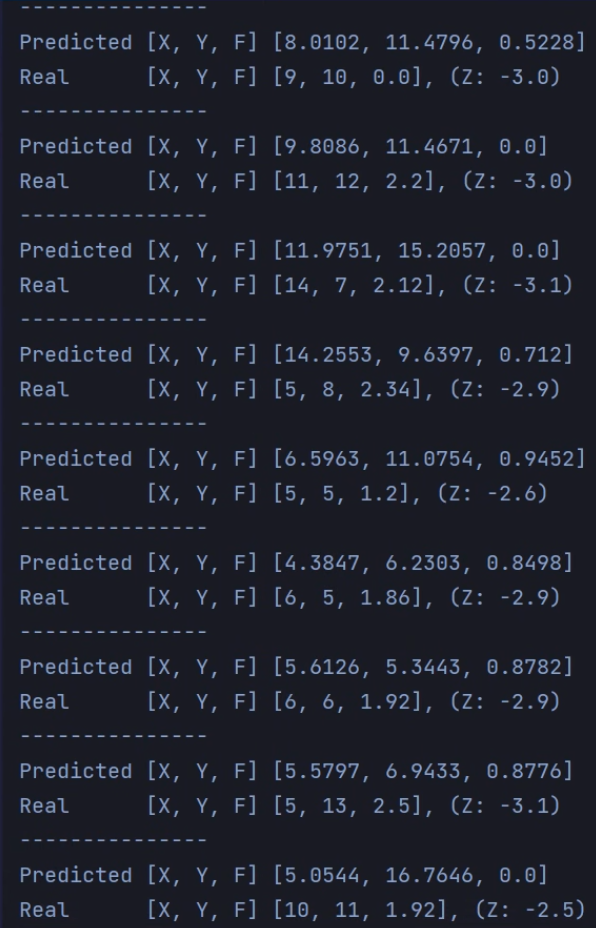 ---------------
Predicted [X, Y, F] [8.0102, 11.4796, 0.5228]
Real      [X, Y, F] [9, 10, 0.0], (Z: -3.0)
---------------
Predicted [X, Y, F] [9.8086, 11.4671, 0.0]
Real      [X, Y, F] [11, 12, 2.2], (Z: -3.0)
---------------
Predicted [X, Y, F] [11.9751, 15.2057, 0.0]
Real      [X, Y, F] [14, 7, 2.12], (Z: -3.1)
---------------
Predicted [X, Y, F] [14.2553, 9.6397, 0.712]
Real      [X, Y, F] [5, 8, 2.34], (Z: -2.9)
---------------
Predicted [X, Y, F] [6.5963, 11.0754, 0.9452]
Real      [X, Y, F] [5, 5, 1.2], (Z: -2.6)
---------------
Predicted [X, Y, F] [4.3847, 6.2303, 0.8498]
Real      [X, Y, F] [6, 5, 1.86], (Z: -2.9)
---------------
Predicted [X, Y, F] [5.6126, 5.3443, 0.8782]
Real      [X, Y, F] [6, 6, 1.92], (Z: -2.9)
---------------
Predicted [X, Y, F] [5.5797, 6.9433, 0.8776]
Real      [X, Y, F] [5, 13, 2.5], (Z: -3.1)
---------------
Predicted [X, Y, F] [5.0544, 16.7646, 0.0]
Real      [X, Y, F] [10, 11, 1.92], (Z: -2.5)